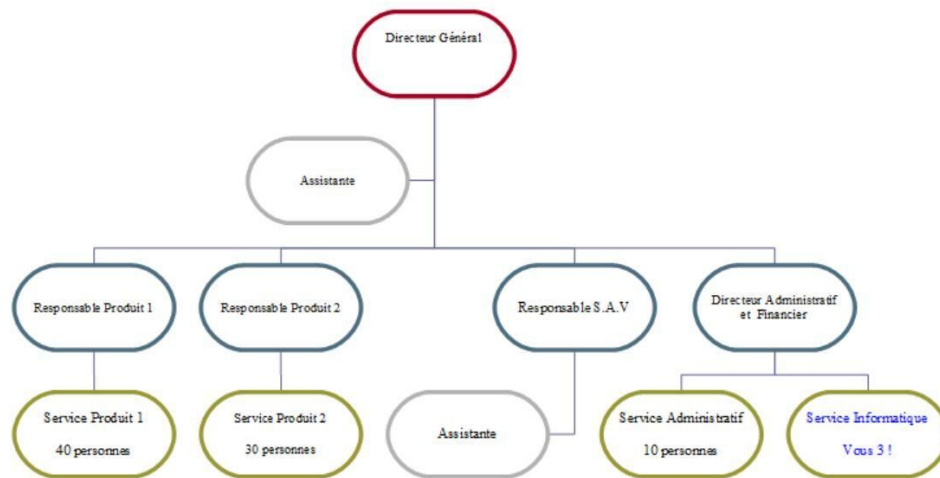 Directeur Général
Assistante
Responsable Produit 1
Responsable Produit 2
Responsable S.A.V
Directeur Administratif
et Financier
Service Produit 1
40 personnes
Service Produit 2
30 personnes
Assistante
Service Administratif
10 personnes
Service Informatique
Vous 3 !